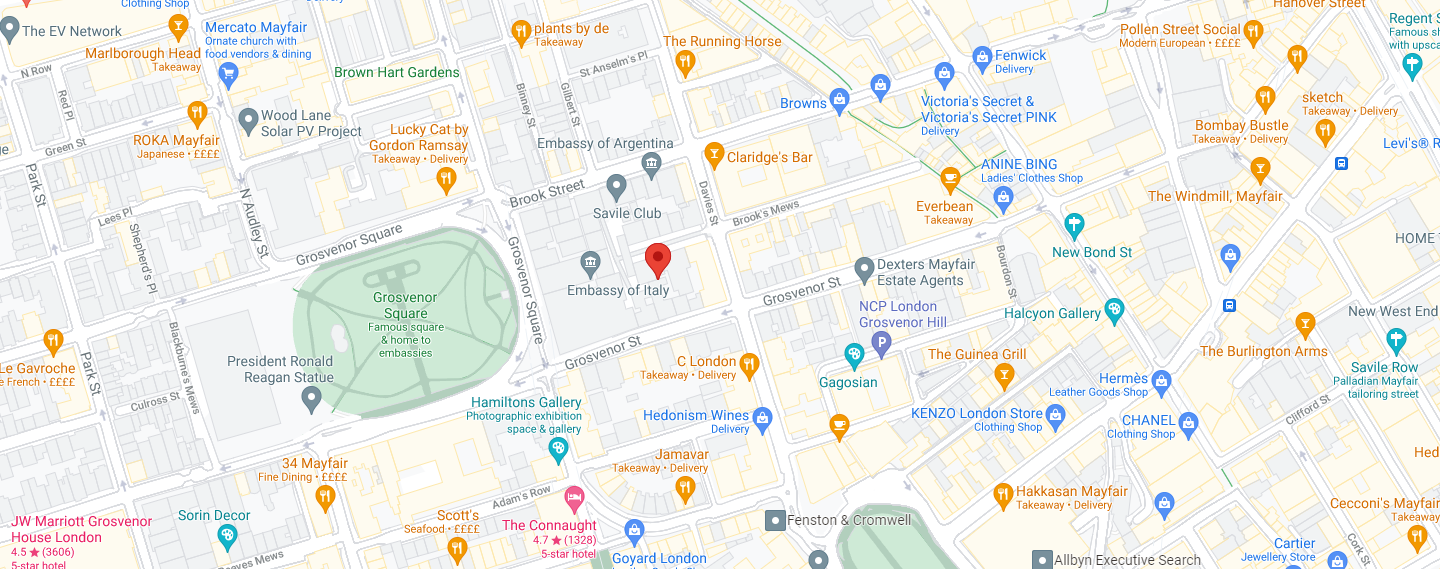 Clothing Shop
The EV Network
Marlborough Head
Takeaway
Mercato Mayfair
Ornate church with
food vendors & dining
plants by de
Takeaway
The Running Horse
Pollen Street Social
Modern European • ££££
Hanover Street
Regent S
Famous sh
with upsca
N Row
Red Pl
Brown Hart Gardens
St Anselm's Pl
Binney St
Gilbert St
Fenwick
Delivery
Browns
Victoria's Secret &
Victoria's Secret PINK
Delivery
sketch
Takeaway • Delivery
Bombay Bustle
Takeaway • Delivery
Levi's® R
Wood Lane
Solar PV Project
ROKA Mayfair
Japanese • ££££
Green St
Lucky Cat by
Gordon Ramsay
Takeaway • Delivery
Embassy of Argentina
Claridge's Bar
ANINE BING
Ladies' Clothes Shop
The Windmill, Mayfair
Park St
N Audley St
Lees Pl
Shepherd's Pl
Brook Street
Savile Club
Davies St
Brook's Mews
Everbean
Takeaway
New Bond St
HOME T
Grosvenor Square
Grosvenor Square
Grosvenor
Square
Famous square
& home to
embassies
Embassy of Italy
Dexters Mayfair
Estate Agents
Bourdon St
Grosvenor St
NCP London
Grosvenor Hill
Halcyon Gallery
New West End
Le Gavroche
e French • ££££
Park St
Blackburne's Mews
President Ronald
Reagan Statue
Grosvenor St
C London
Takeaway • Delivery
Gagosian
The Guinea Grill
The Burlington Arms
Savile Row
Palladian Mayfair
tailoring street
Culross St
Hamiltons Gallery
Photographic exhibition
space & gallery
Hedonism Wines
Delivery
Hermès
Leather Goods Shop
KENZO London Store
Clothing Shop
CHANEL
Clothing Shop
Clifford St
34 Mayfair
Fine Dining • ££££
Jamavar
Takeaway • Delivery
Hed
Adam's Row
Hakkasan Mayfair
Takeaway • Delivery
Cecconi's Mayfair
Takeaway
JW Marriott Grosvenor
House London
4.5 ★ (3606)
5-star hotel
Sorin Decor
Reeves Mews
Scott's
Seafood • ££££
The Connaught
4.7 ★ (1328)
5-star hotel
Fenston & Cromwell
Goyard London
Allbyn Executive Search
Cartier
Jewellery Store
Cork St